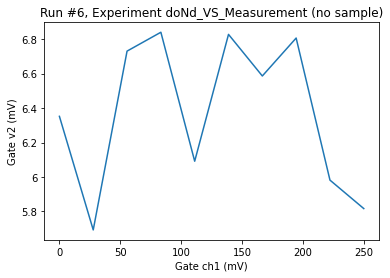 Run #6, Experiment doNd_VS_Measurement (no sample)
Gate v2 (mV)
6.8
6.6
6.4
6.2
6
5.8
0 50 100 150 200 250
Gate ch1 (mV)